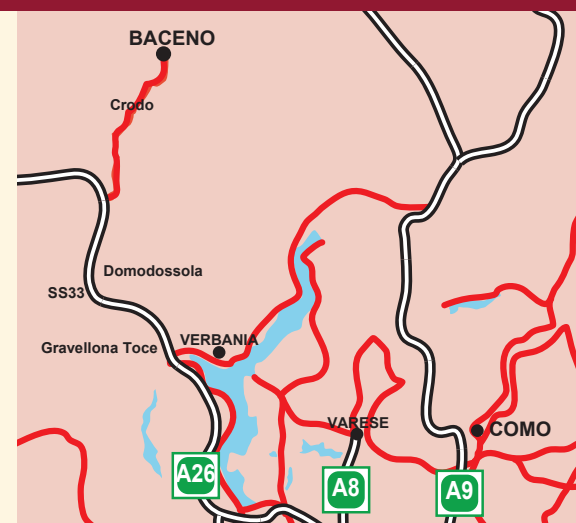 BACENO
Crodo
Domodossola
SS33
VERBANIA
Gravellona Toce
VARESE
COMO
A26
A8
A9